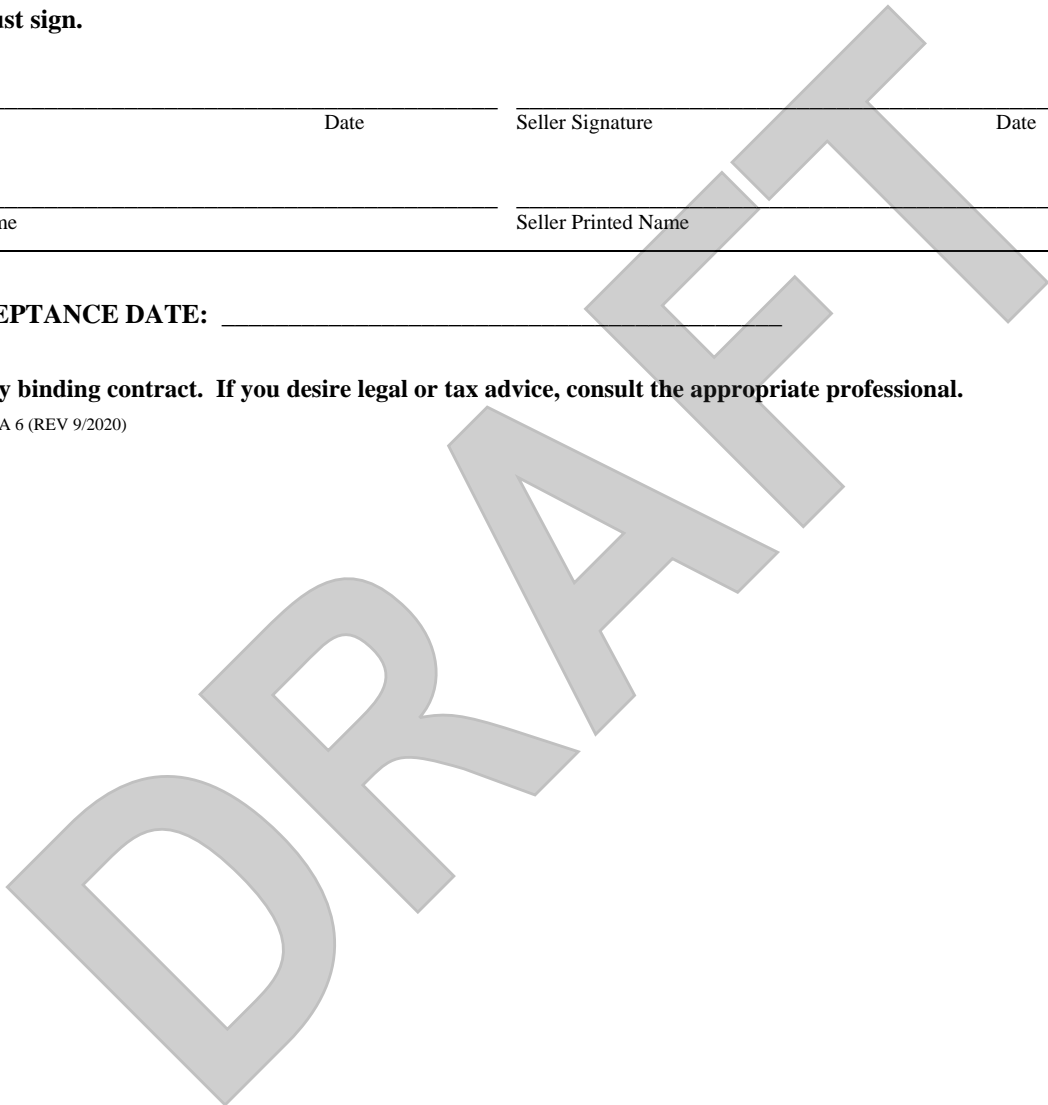 ust sign.
Date Seller Signature Date
me Seller Printed Name
EPTANCE DATE:
y binding contract. If you desire legal or tax advice, consult the appropriate professional.
A 6 (REV 9/2020)
DRAFT